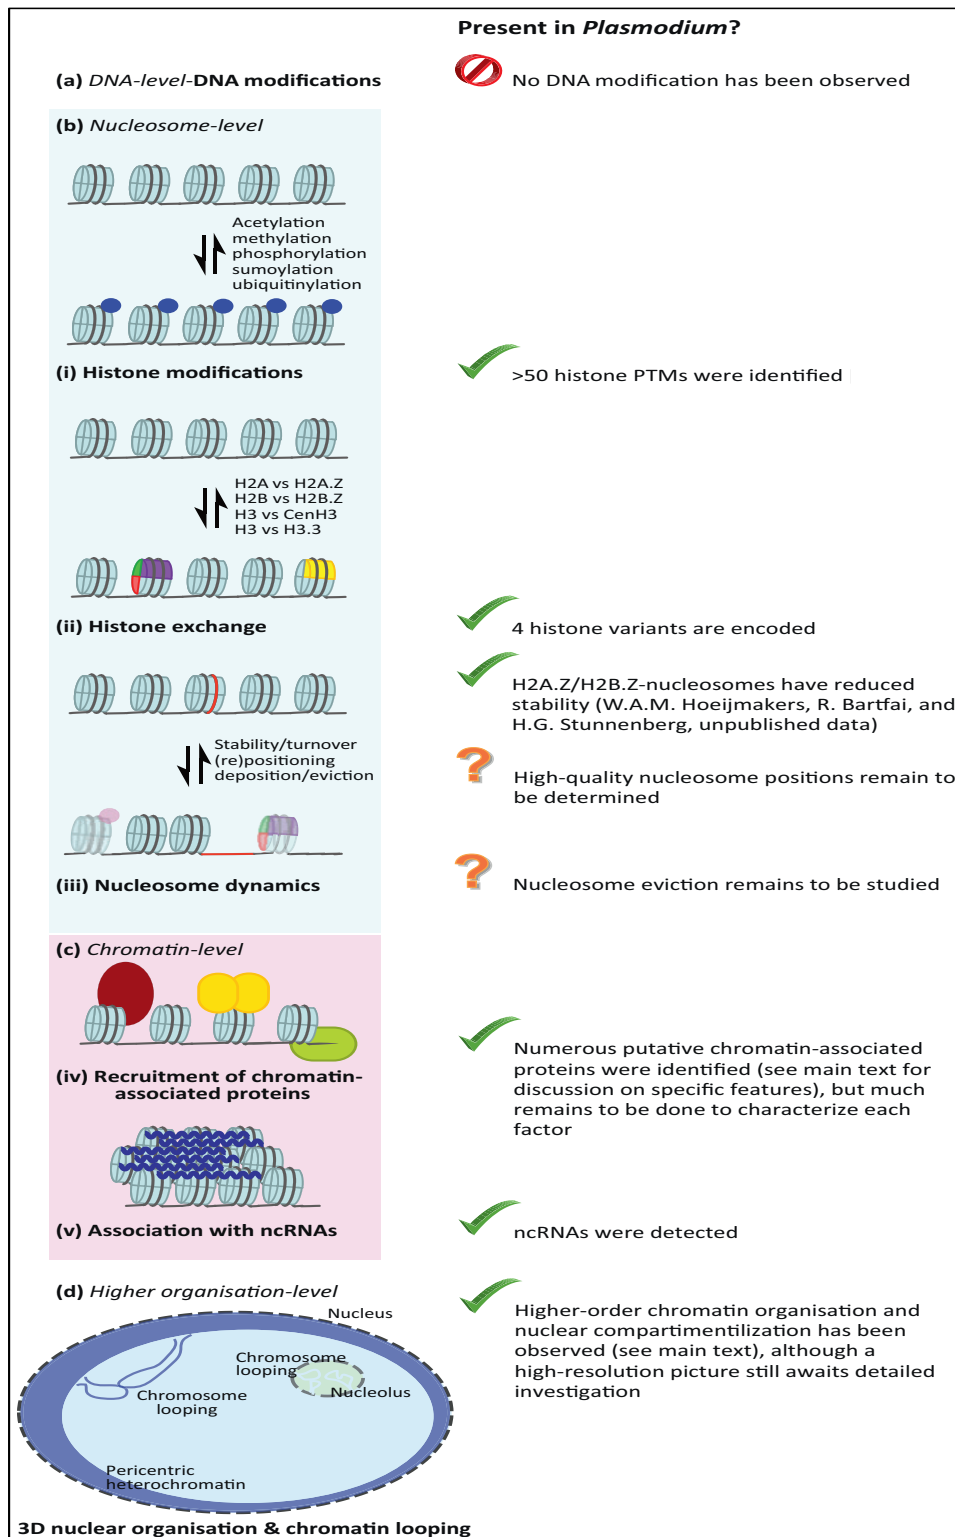 Present in Plasmodium?
(a) DNA-level-DNA modifications
No DNA modification has been observed
(b) Nucleosome-level
Acetylation
methylation
phosphorylation
sumoylation
ubiquitinylation
(i) Histone modifications
>50 histone PTMs were identified
H2A vs H2A.Z
H2B vs H2B.Z
H3 vs CenH3
H3 vs H3.3
(ii) Histone exchange
4 histone variants are encoded
H2A.Z/H2B.Z-nucleosomes have reduced
stability (W.A.M. Hoeijmakers, R. Bartfai, and
H.G. Stunnenberg, unpublished data)
Stability/turnover
(re)positioning
deposition/eviction
?
High-quality nucleosome positions remain to
be determined
(iii) Nucleosome dynamics
?
Nucleosome eviction remains to be studied
(c) Chromatin-level
(iv) Recruitment of chromatin-
associated proteins
Numerous putative chromatin-associated
proteins were identified (see main text for
discussion on specific features), but much
remains to be done to characterize each
factor
(v) Association with ncRNAs
ncRNAs were detected
(d) Higher organisation-level
Nucleus
Chromosome
looping
Nucleolus
Chromosome
looping
Pericentric
heterochromatin
Higher-order chromatin organisation and
nuclear compartimentilization has been
observed (see main text), although a
high-resolution picture still awaits detailed
investigation
3D nuclear organisation & chromatin looping